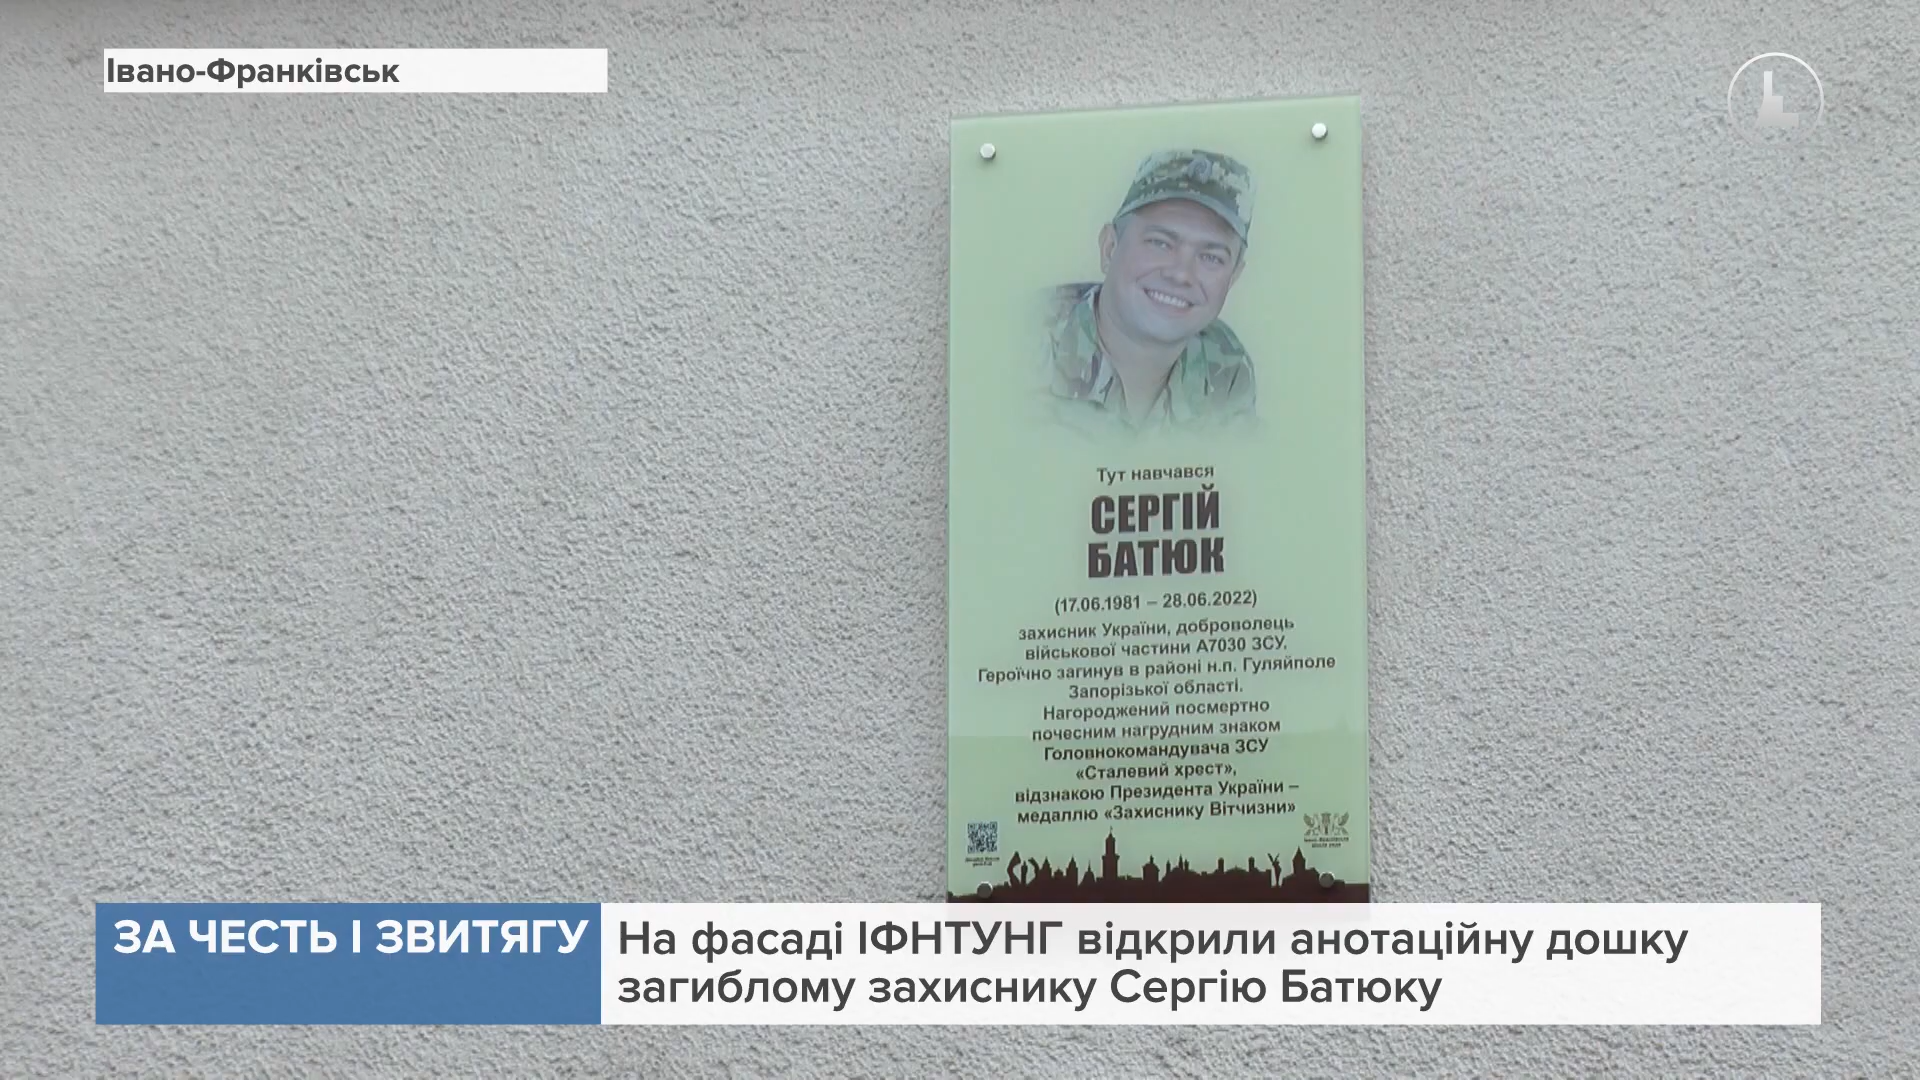 Івано-Франківськ
Тут навчався
СЕРГІЙ
БАТЮК
(17.06.1981 – 28.06.2022)
захисник України, доброволець
військової частини А7030 ЗСУ.
Героїчно загинув в районі н.п. Гуляйполе
Запорізької області.
Нагороджений посмертно
почесним нагрудним знаком
Головнокомандувача ЗСУ
«Сталевий хрест»,
відзнакою Президента України –
медаллю «Захиснику Вітчизни»
ЗА ЧЕСТЬ І ЗВИТЯГУ
На фасаді ІФНТУНГ відкрили анотаційну дошку
загиблому захиснику Сергію Батюку